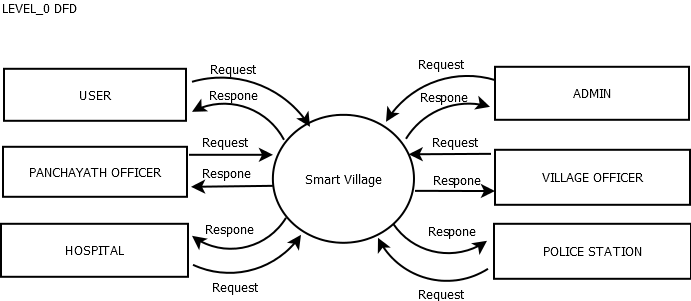 LEVEL_0 DFD
Request
Request
USER
Respone
Respone
ADMIN
Request
Request
PANCHAYATH OFFICER
Respone
Smart Village
Respone
VILLAGE OFFICER
HOSPITAL
Respone
Respone
POLICE STATION
Request
Request